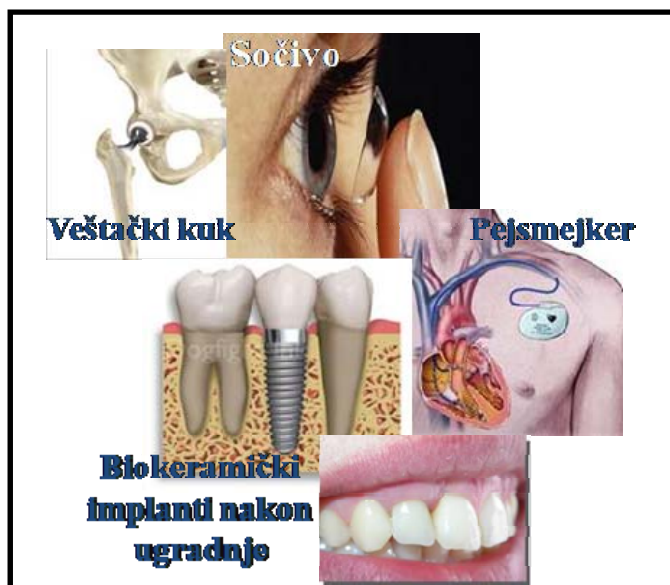 Sočivo
Veštački kuk
Pejsmejker
Biokeramički
implanti nakon
ugradnje